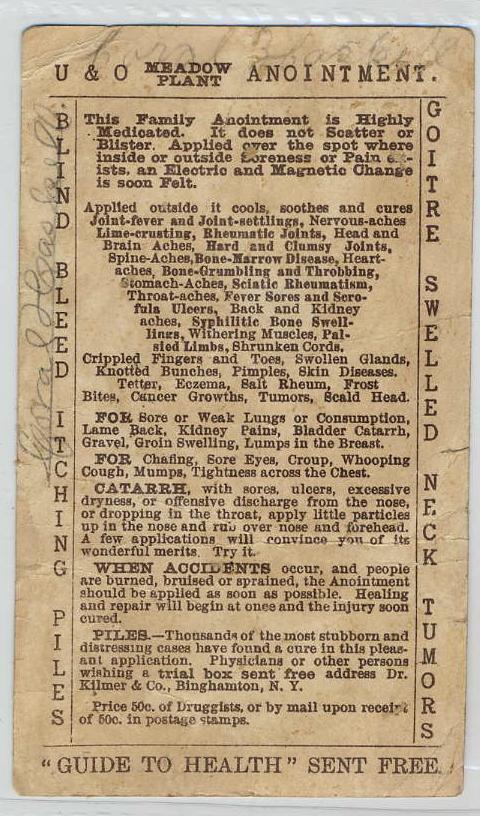 U & O MEADOW PLANT ANOINTMENT.
BLIND BLEED ITCHING PILES
This Family Anointment is Highly
Medicated. It does not Scatter or
Blister. Applied over the spot where
inside or outside Soreness or Pain ex-
ists, an Electric and Magnetic Change
is soon Felt.
Applied outside it cools, soothes and cures
Joint-fever and Joint-settlings, Nervous-aches
Lime-crusting, Rheumatic Joints, Head and
Brain Aches, Hard and Clumsy Joints,
Spine-Aches, Bone-Marrow Disease, Heart-
aches, Bone-Grumbling and Throbbing,
Stomach-Aches, Sciatic Rheumatism,
Throat-aches, Fever Sores and Scro-
fula Ulcers, Back and Kidney
aches, Syphilitic Bone Swell-
lings, Withering Muscles, Pal-
sied Limbs, Shrunken Cords,
Crippled Fingers and Toes, Swollen Glands,
Knotted Bunches, Pimples, Skin Diseases.
Tetter, Eczema, Salt Rheum, Frost
Bites, Cancer Growths, Tumors, Scald Head.
FOR Sore or Weak Lungs or Consumption,
Lame Back, Kidney Pains, Bladder Catarrh,
Gravel, Groin Swelling, Lumps in the Breast.
FOR Chafing, Sore Eyes, Croup, Whooping
Cough, Mumps, Tightness across the Chest.
CATARRH, with sores, ulcers, excessive
dryness, or offensive discharge from the nose,
or dropping in the throat, apply little particles
up in the nose and rub over nose and forehead.
A few applications will convince you of its
wonderful merits. Try it.
WHEN ACCIDENTS occur, and people
are burned, bruised or sprained, the Anointment
should be applied as soon as possible. Healing
and repair will begin at once and the injury soon
cured.
PILES.—Thousands of the most stubborn and
distressing cases have found a cure in this pleas-
ant application. Physicians or other persons
wishing a trial box sent free address Dr.
Kilmer & Co., Binghamton, N. Y.
Price 50c. of Druggists, or by mail upon receipt
of 50c. in postage stamps.
GOITRE SWELLED NECK TUMORS
"GUIDE TO HEALTH" SENT FREE.